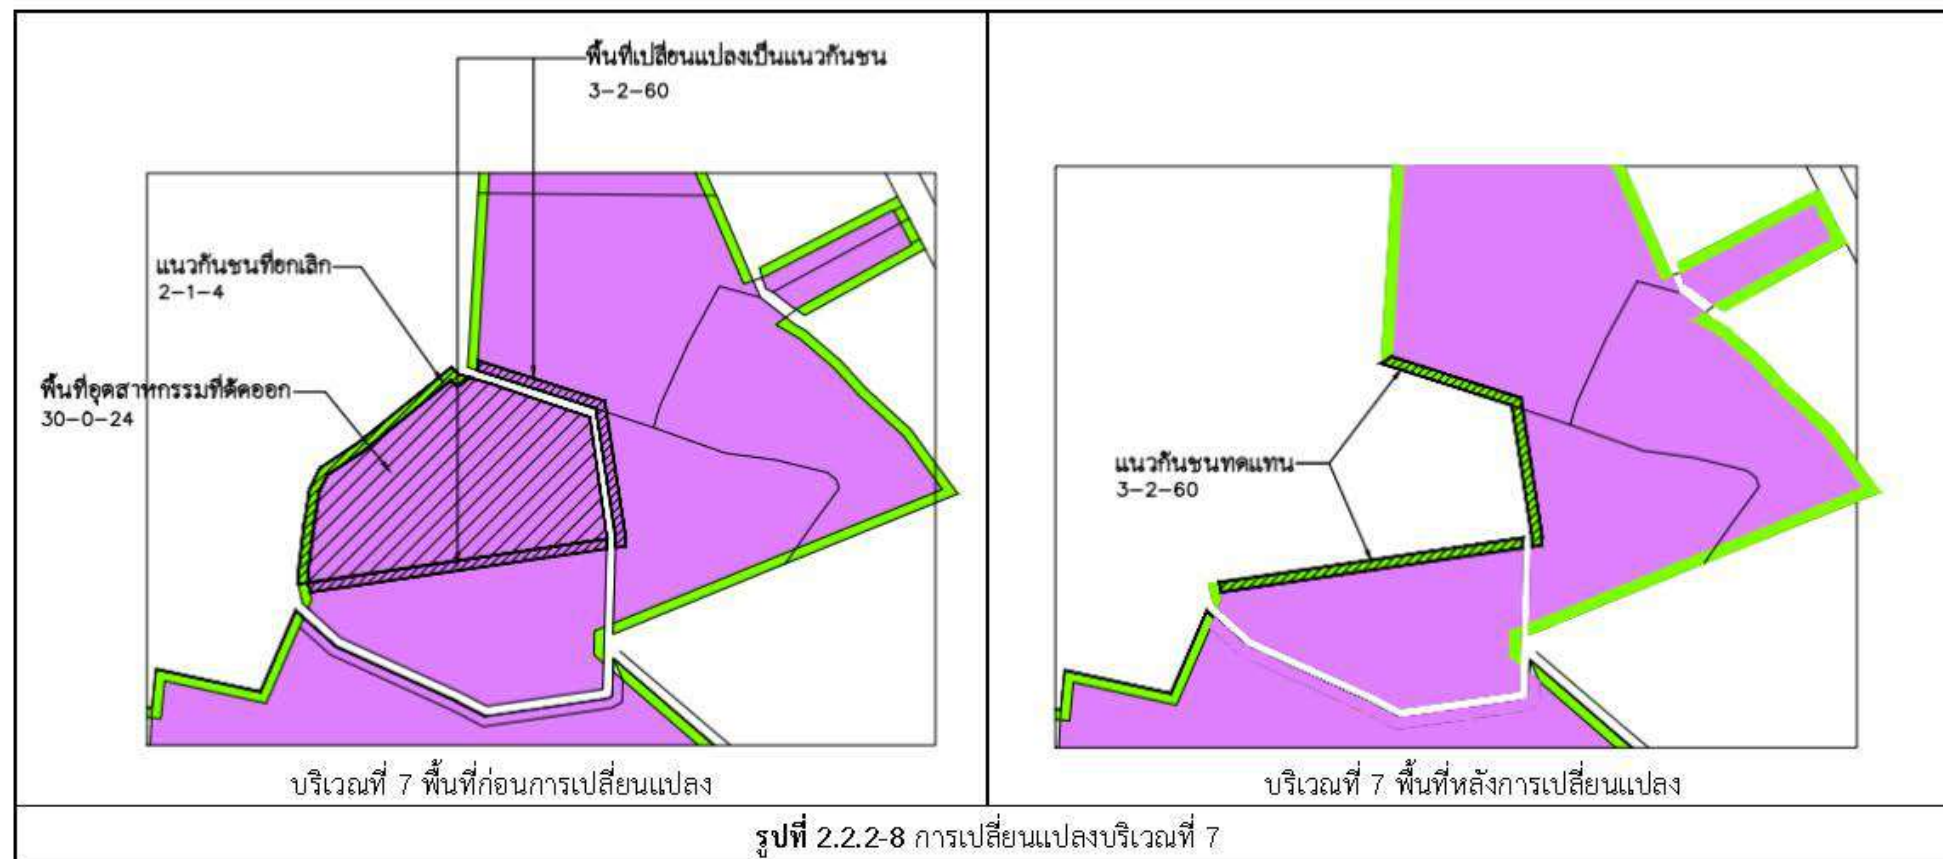 พื้นที่เปลี่ยนแปลงเป็นแนวกันชน
3-2-60
แนวกันชนที่ยกเลิก
2-1-4
พื้นที่อุตสาหกรรมที่ตัดออก
30-0-24
บริเวณที่ 7 พื้นที่ก่อนการเปลี่ยนแปลง
แนวกันชนทดแทน
3-2-60
บริเวณที่ 7 พื้นที่หลังการเปลี่ยนแปลง
รูปที่ 2.2.2-8 การเปลี่ยนแปลงบริเวณที่ 7